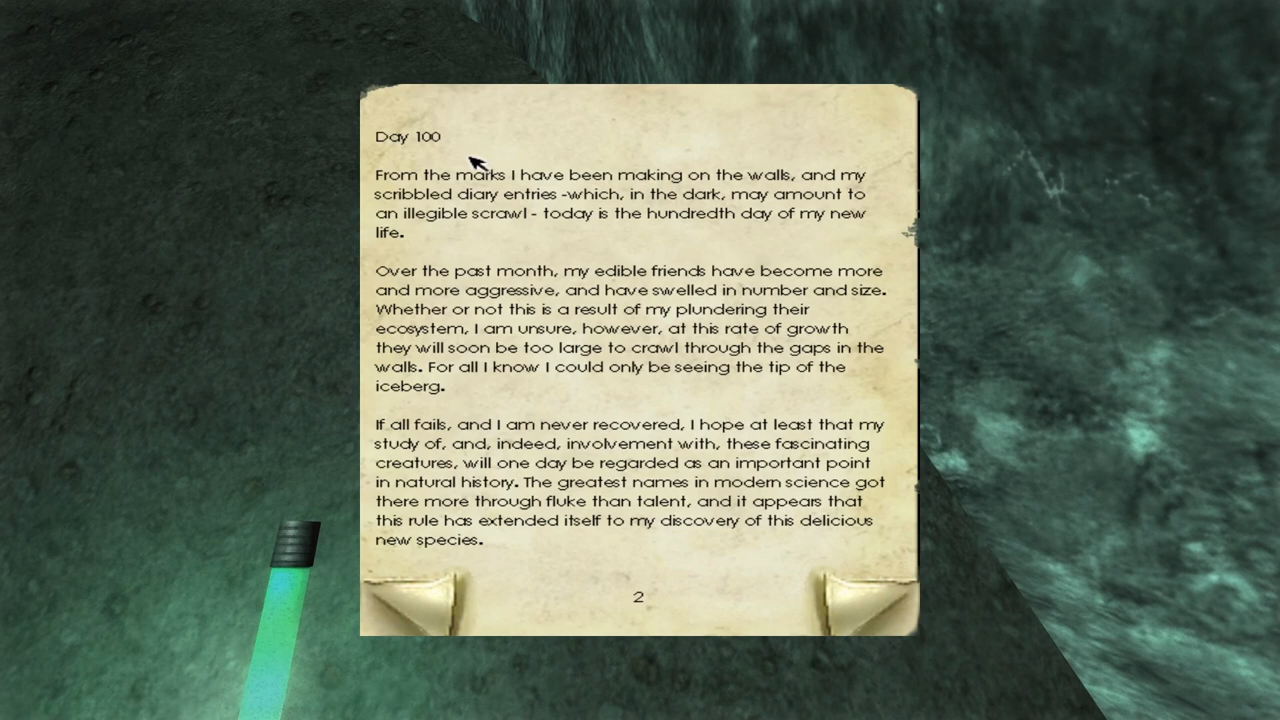 Day 100
From the marks I have been making on the walls, and my
scribbled diary entries -which, in the dark, may amount to
an illegible scrawl - today is the hundredth day of my new
life.
Over the past month, my edible friends have become more
and more aggressive, and have swelled in number and size.
Whether or not this is a result of my plundering their
ecosystem, I am unsure, however, at this rate of growth
they will soon be too large to crawl through the gaps in the
walls. For all I know I could only be seeing the tip of the
iceberg.
If all fails, and I am never recovered, I hope at least that my
study of, and, indeed, involvement with, these fascinating
creatures, will one day be regarded as an important point
in natural history. The greatest names in modern science got
there more through fluke than talent, and it appears that
this rule has extended itself to my discovery of this delicious
new species.
2